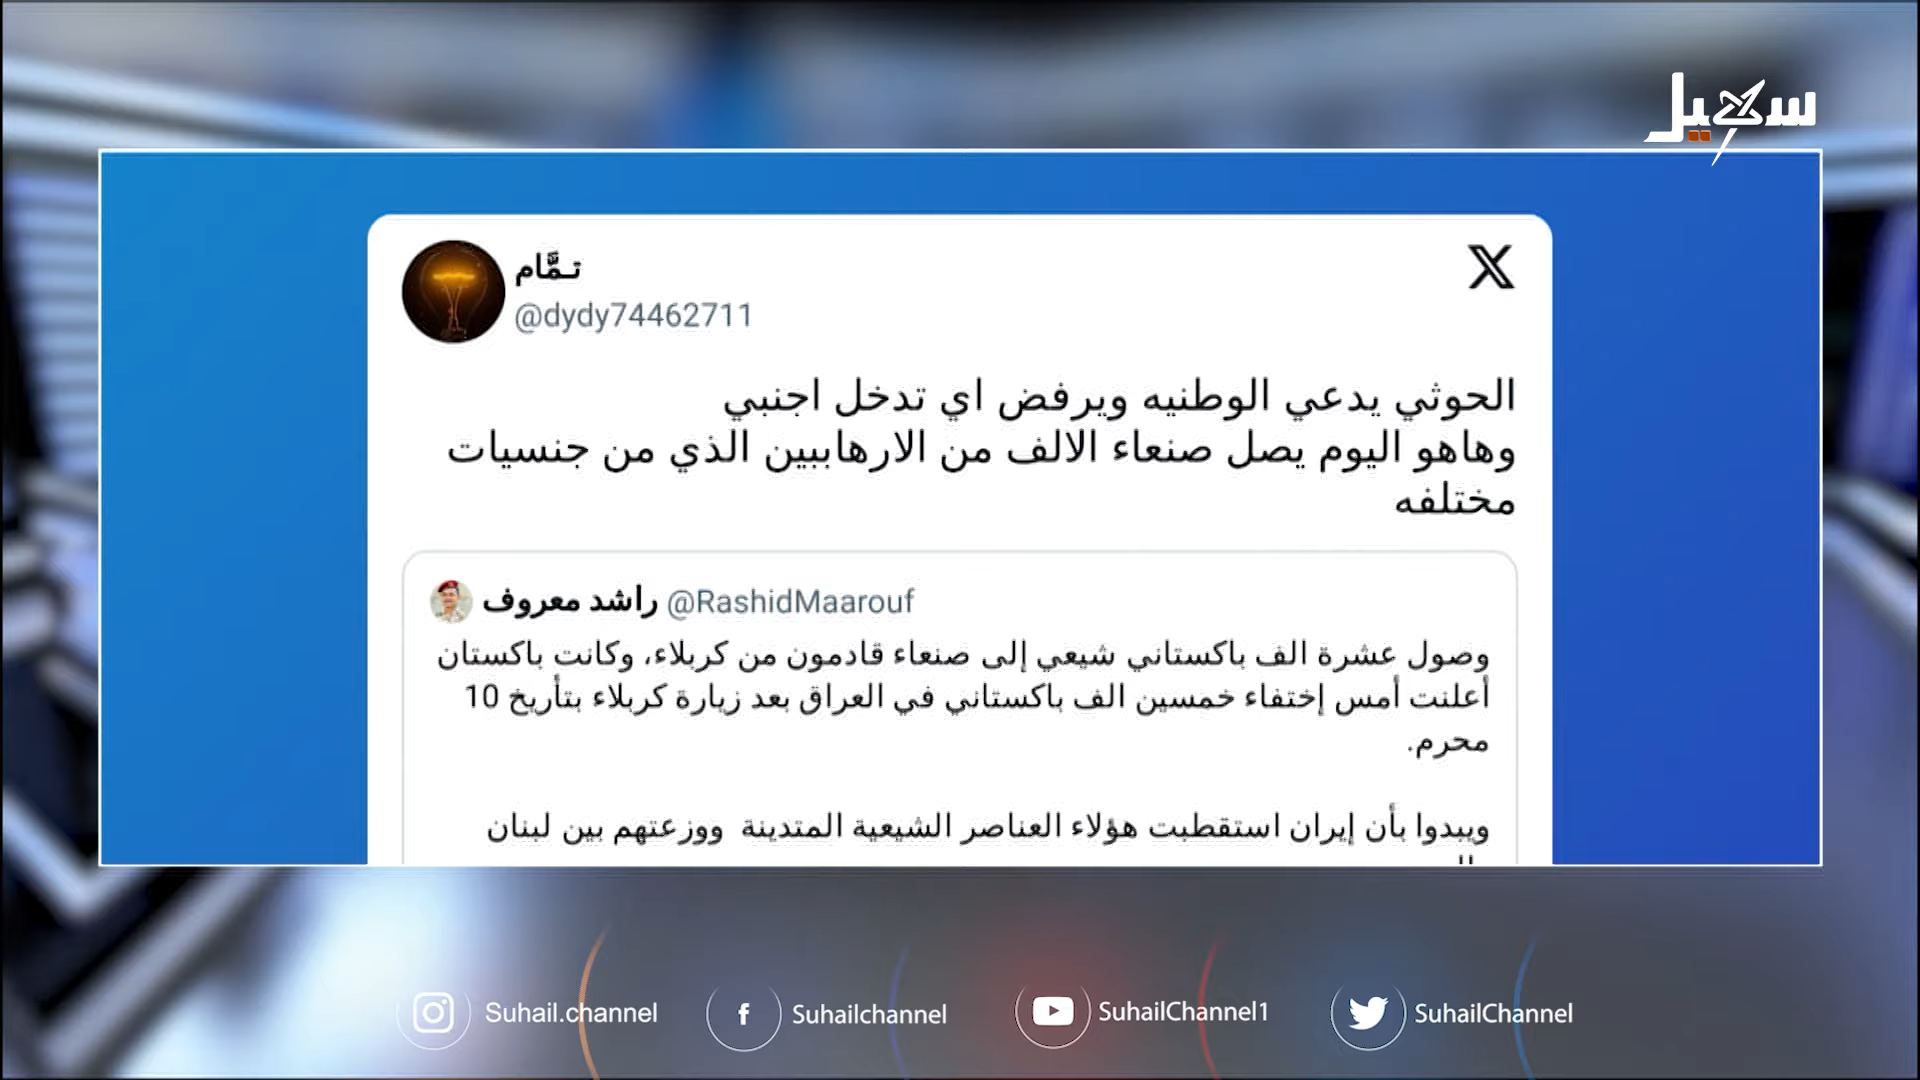 سهيل
تـمَّام
@dydy74462711
الحوثي يدعي الوطنيه ويرفض اي تدخل اجنبي
وهاهو اليوم يصل صنعاء الالف من الارهاببين الذي من جنسيات
مختلفه
راشد معروف @RashidMaarouf
وصول عشرة الف باكستاني شيعي إلى صنعاء قادمون من كربلاء، وكانت باكستان
أعلنت أمس إختفاء خمسين الف باكستاني في العراق بعد زيارة كربلاء بتأريخ 10
محرم.
ويبدوا بأن إيران استقطبت هؤلاء العناصر الشيعية المتدينة ووزعتهم بين لبنان
Suhail.channel
Suhailchannel
SuhailChannel1
SuhailChannel